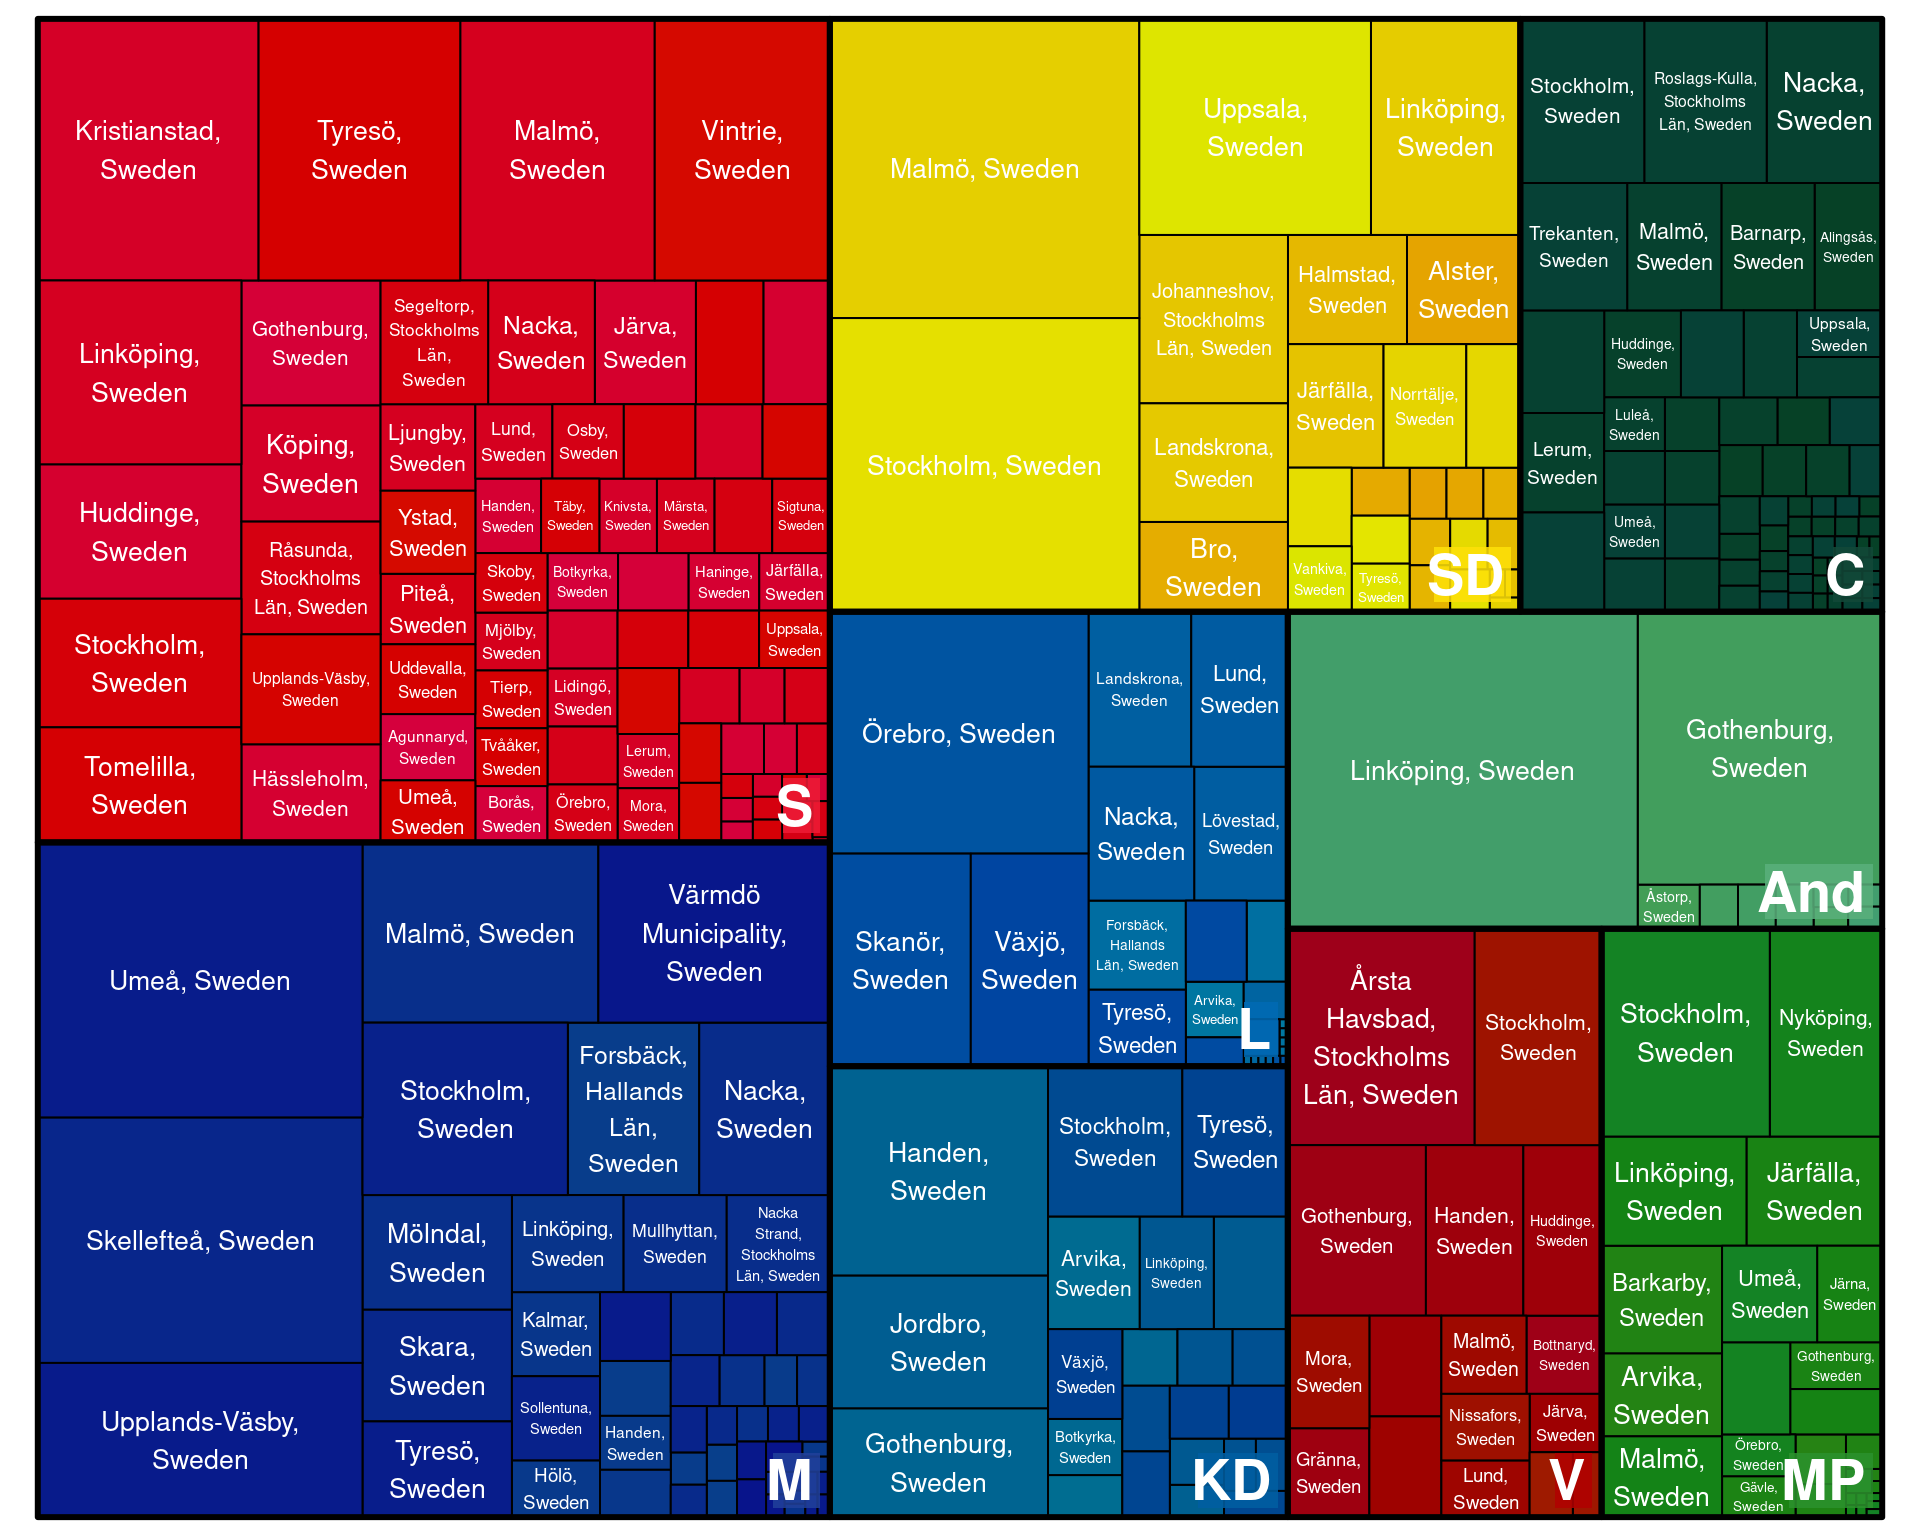 Kristianstad,
Sweden
Tyresö,
Sweden
Malmö,
Sweden
Vintrie,
Sweden
Linköping,
Sweden
Huddinge,
Sweden
Stockholm,
Sweden
Tomelilla,
Sweden
Gothenburg,
Sweden
Köping,
Sweden
Råsunda,
Stockholms
Län, Sweden
Upplands-Väsby,
Sweden
Hässleholm,
Sweden
Segeltorp,
Stockholms
Län,
Sweden
Nacka,
Sweden
Järva,
Sweden
Ljungby,
Sweden
Ystad,
Sweden
Piteå,
Sweden
Uddevalla,
Sweden
Agunnaryd,
Sweden
Umeå,
Sweden
Lund,
Sweden
Osby,
Sweden
Handen,
Sweden
Täby,
Sweden
Knivsta,
Sweden
Märsta,
Sweden
Sigtuna,
Sweden
Skoby,
Sweden
Mjölby,
Sweden
Tierp,
Sweden
Tvååker,
Sweden
Borås,
Sweden
Botkyrka,
Sweden
Haninge,
Sweden
Järfälla,
Sweden
Uppsala,
Sweden
Lidingö,
Sweden
Örebro,
Sweden
Lerum,
Sweden
Mora,
Sweden
S
Malmö, Sweden
Stockholm, Sweden
Uppsala,
Sweden
Linköping,
Sweden
Johanneshov,
Stockholms
Län, Sweden
Landskrona,
Sweden
Bro,
Sweden
Halmstad,
Sweden
Alster,
Sweden
Järfälla,
Sweden
Norrtälje,
Sweden
Vankiva,
Sweden
Tyresö,
Sweden
SD
Stockholm,
Sweden
Roslags-Kulla,
Stockholms
Län, Sweden
Nacka,
Sweden
Trekanten,
Sweden
Malmö,
Sweden
Barnarp,
Sweden
Alingsås,
Sweden
Lerum,
Sweden
Huddinge,
Sweden
Uppsala,
Sweden
Luleå,
Sweden
Umeå,
Sweden
C
Umeå, Sweden
Skellefteå, Sweden
Upplands-Väsby,
Sweden
Malmö, Sweden
Värmdö
Municipality,
Sweden
Stockholm,
Sweden
Forsbäck,
Hallands
Län,
Sweden
Nacka,
Sweden
Mölndal,
Sweden
Skara,
Sweden
Tyresö,
Sweden
Linköping,
Sweden
Mullhyttan,
Sweden
Nacka
Strand,
Stockholms
Län, Sweden
Kalmar,
Sweden
Sollentuna,
Sweden
Hölö,
Sweden
Handen,
Sweden
M
Örebro, Sweden
Skanör,
Sweden
Växjö,
Sweden
Landskrona,
Sweden
Lund,
Sweden
Nacka,
Sweden
Lövestad,
Sweden
Forsbäck,
Hallands
Län, Sweden
Tyresö,
Sweden
Arvika,
Sweden
L
Handen,
Sweden
Jordbro,
Sweden
Gothenburg,
Sweden
Stockholm,
Sweden
Tyresö,
Sweden
Arvika,
Sweden
Linköping,
Sweden
Växjö,
Sweden
Botkyrka,
Sweden
KD
Linköping, Sweden
Gothenburg,
Sweden
Åstorp,
Sweden
And
Årsta
Havsbad,
Stockholms
Län, Sweden
Stockholm,
Sweden
Gothenburg,
Sweden
Handen,
Sweden
Huddinge,
Sweden
Mora,
Sweden
Gränna,
Sweden
Malmö,
Sweden
Bottnaryd,
Sweden
Nissafors,
Sweden
Järva,
Sweden
Lund,
Sweden
V
Stockholm,
Sweden
Nyköping,
Sweden
Linköping,
Sweden
Järfälla,
Sweden
Barkarby,
Sweden
Arvika,
Sweden
Malmö,
Sweden
Umeå,
Sweden
Järna,
Sweden
Gothenburg,
Sweden
Örebro,
Sweden
Gävle,
Sweden
MP